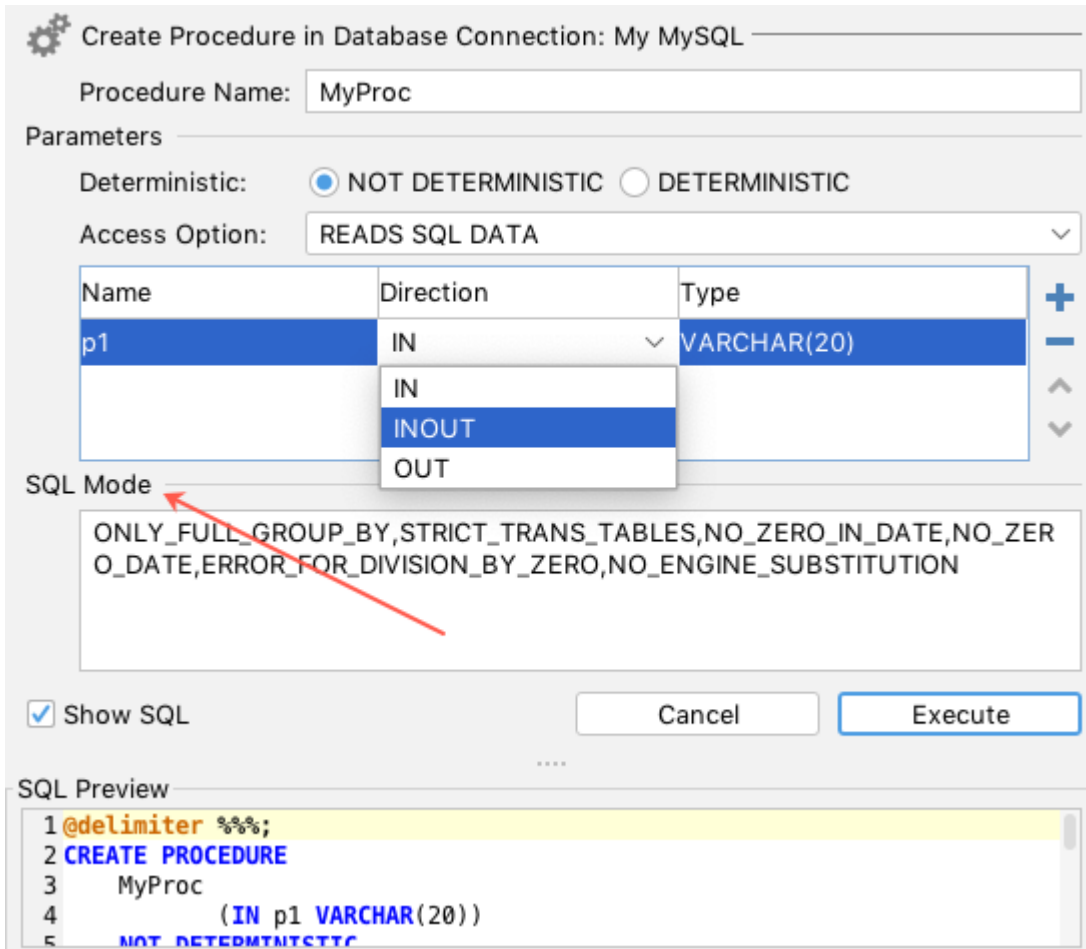 Create Procedure in Database Connection: My MySQL
Procedure Name: MyProc
Parameters
Deterministic: NOT DETERMINISTIC DETERMINISTIC
Access Option: READS SQL DATA
Name Direction Type
p1 IN VARCHAR(20)
IN
INOUT
OUT
SQL Mode
ONLY_FULL_GROUP_BY,STRICT_TRANS_TABLES,NO_ZERO_IN_DATE,NO_ZER
O_DATE,ERROR_FOR_DIVISION_BY_ZERO,NO_ENGINE_SUBSTITUTION
Show SQL Cancel Execute
SQL Preview
1 @delimiter %%%;
2 CREATE PROCEDURE
3 MyProc
4 (IN p1 VARCHAR(20))
5 NOT DETERMINISTIC